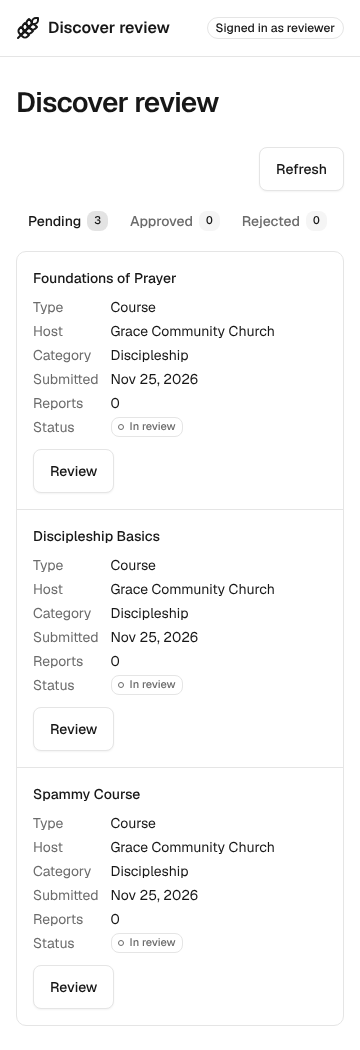 Discover review
Signed in as reviewer
Discover review
Refresh
Pending 3 Approved 0 Rejected 0
Foundations of Prayer
Type Course
Host Grace Community Church
Category Discipleship
Submitted Nov 25, 2026
Reports 0
Status In review
Review
Discipleship Basics
Type Course
Host Grace Community Church
Category Discipleship
Submitted Nov 25, 2026
Reports 0
Status In review
Review
Spammy Course
Type Course
Host Grace Community Church
Category Discipleship
Submitted Nov 25, 2026
Reports 0
Status In review
Review